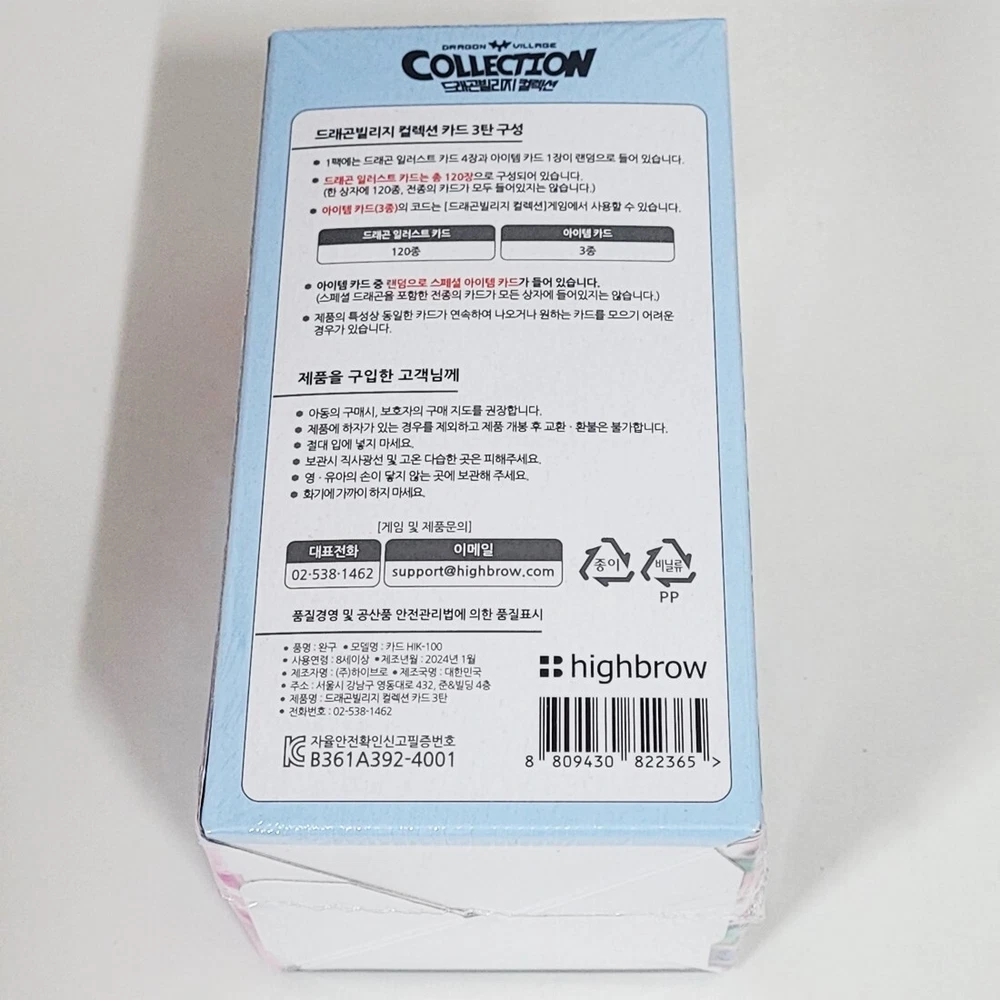 DRAGON VILLAGE
COLLECTION
드래곤빌리지 컬렉션
드래곤빌리지 컬렉션 카드 3탄 구성
● 1팩에는 드래곤 일러스트 카드 4장과 아이템 카드 1장이 랜덤으로 들어 있습니다.
● 드래곤 일러스트 카드는 총 120장으로 구성되어 있습니다.
(한 상자에 120종, 전종의 카드가 모두 들어있지는 않습니다.)
● 아이템 카드(3종)의 코드는 [드래곤빌리지 컬렉션]게임에서 사용할 수 있습니다.
드래곤 일러스트 카드 아이템 카드
120종 3종
● 아이템 카드 중 랜덤으로 스페셜 아이템 카드가 들어 있습니다.
(스페셜 드래곤을 포함한 전종의 카드가 모든 상자에 들어있지는 않습니다.)
● 제품의 특성상 동일한 카드가 연속하여 나오거나 원하는 카드를 모으기 어려운
경우가 있습니다.
제품을 구입한 고객님께
● 아동의 구매시, 보호자의 구매 지도를 권장합니다.
● 제품에 하자가 있는 경우를 제외하고 제품 개봉 후 교환 · 환불은 불가합니다.
● 절대 입에 넣지 마세요.
● 보관시 직사광선 및 고온 다습한 곳은 피해주세요.
● 영 · 유아의 손이 닿지 않는 곳에 보관해 주세요.
● 화기에 가까이 하지 마세요.
[게임 및 제품문의]
대표전화 이메일
02-538-1462 support@highbrow.com
종이 비닐류
PP
품질경영 및 공산품 안전관리법에 의한 품질표시
● 품명 : 완구 ● 모델명 : 카드 HIK-100
● 사용연령 : 8세이상 ● 제조년월 : 2024년 1월
● 제조자명 : (주)하이브로 ● 제조국명 : 대한민국
● 주소 : 서울시 강남구 영동대로 432, 준&빌딩 4층
● 제품명 : 드래곤빌리지 컬렉션 카드 3탄
● 전화번호 : 02-538-1462
highbrow
KC 자율안전확인신고필증번호
B361A392-4001
8 809430 822365 >